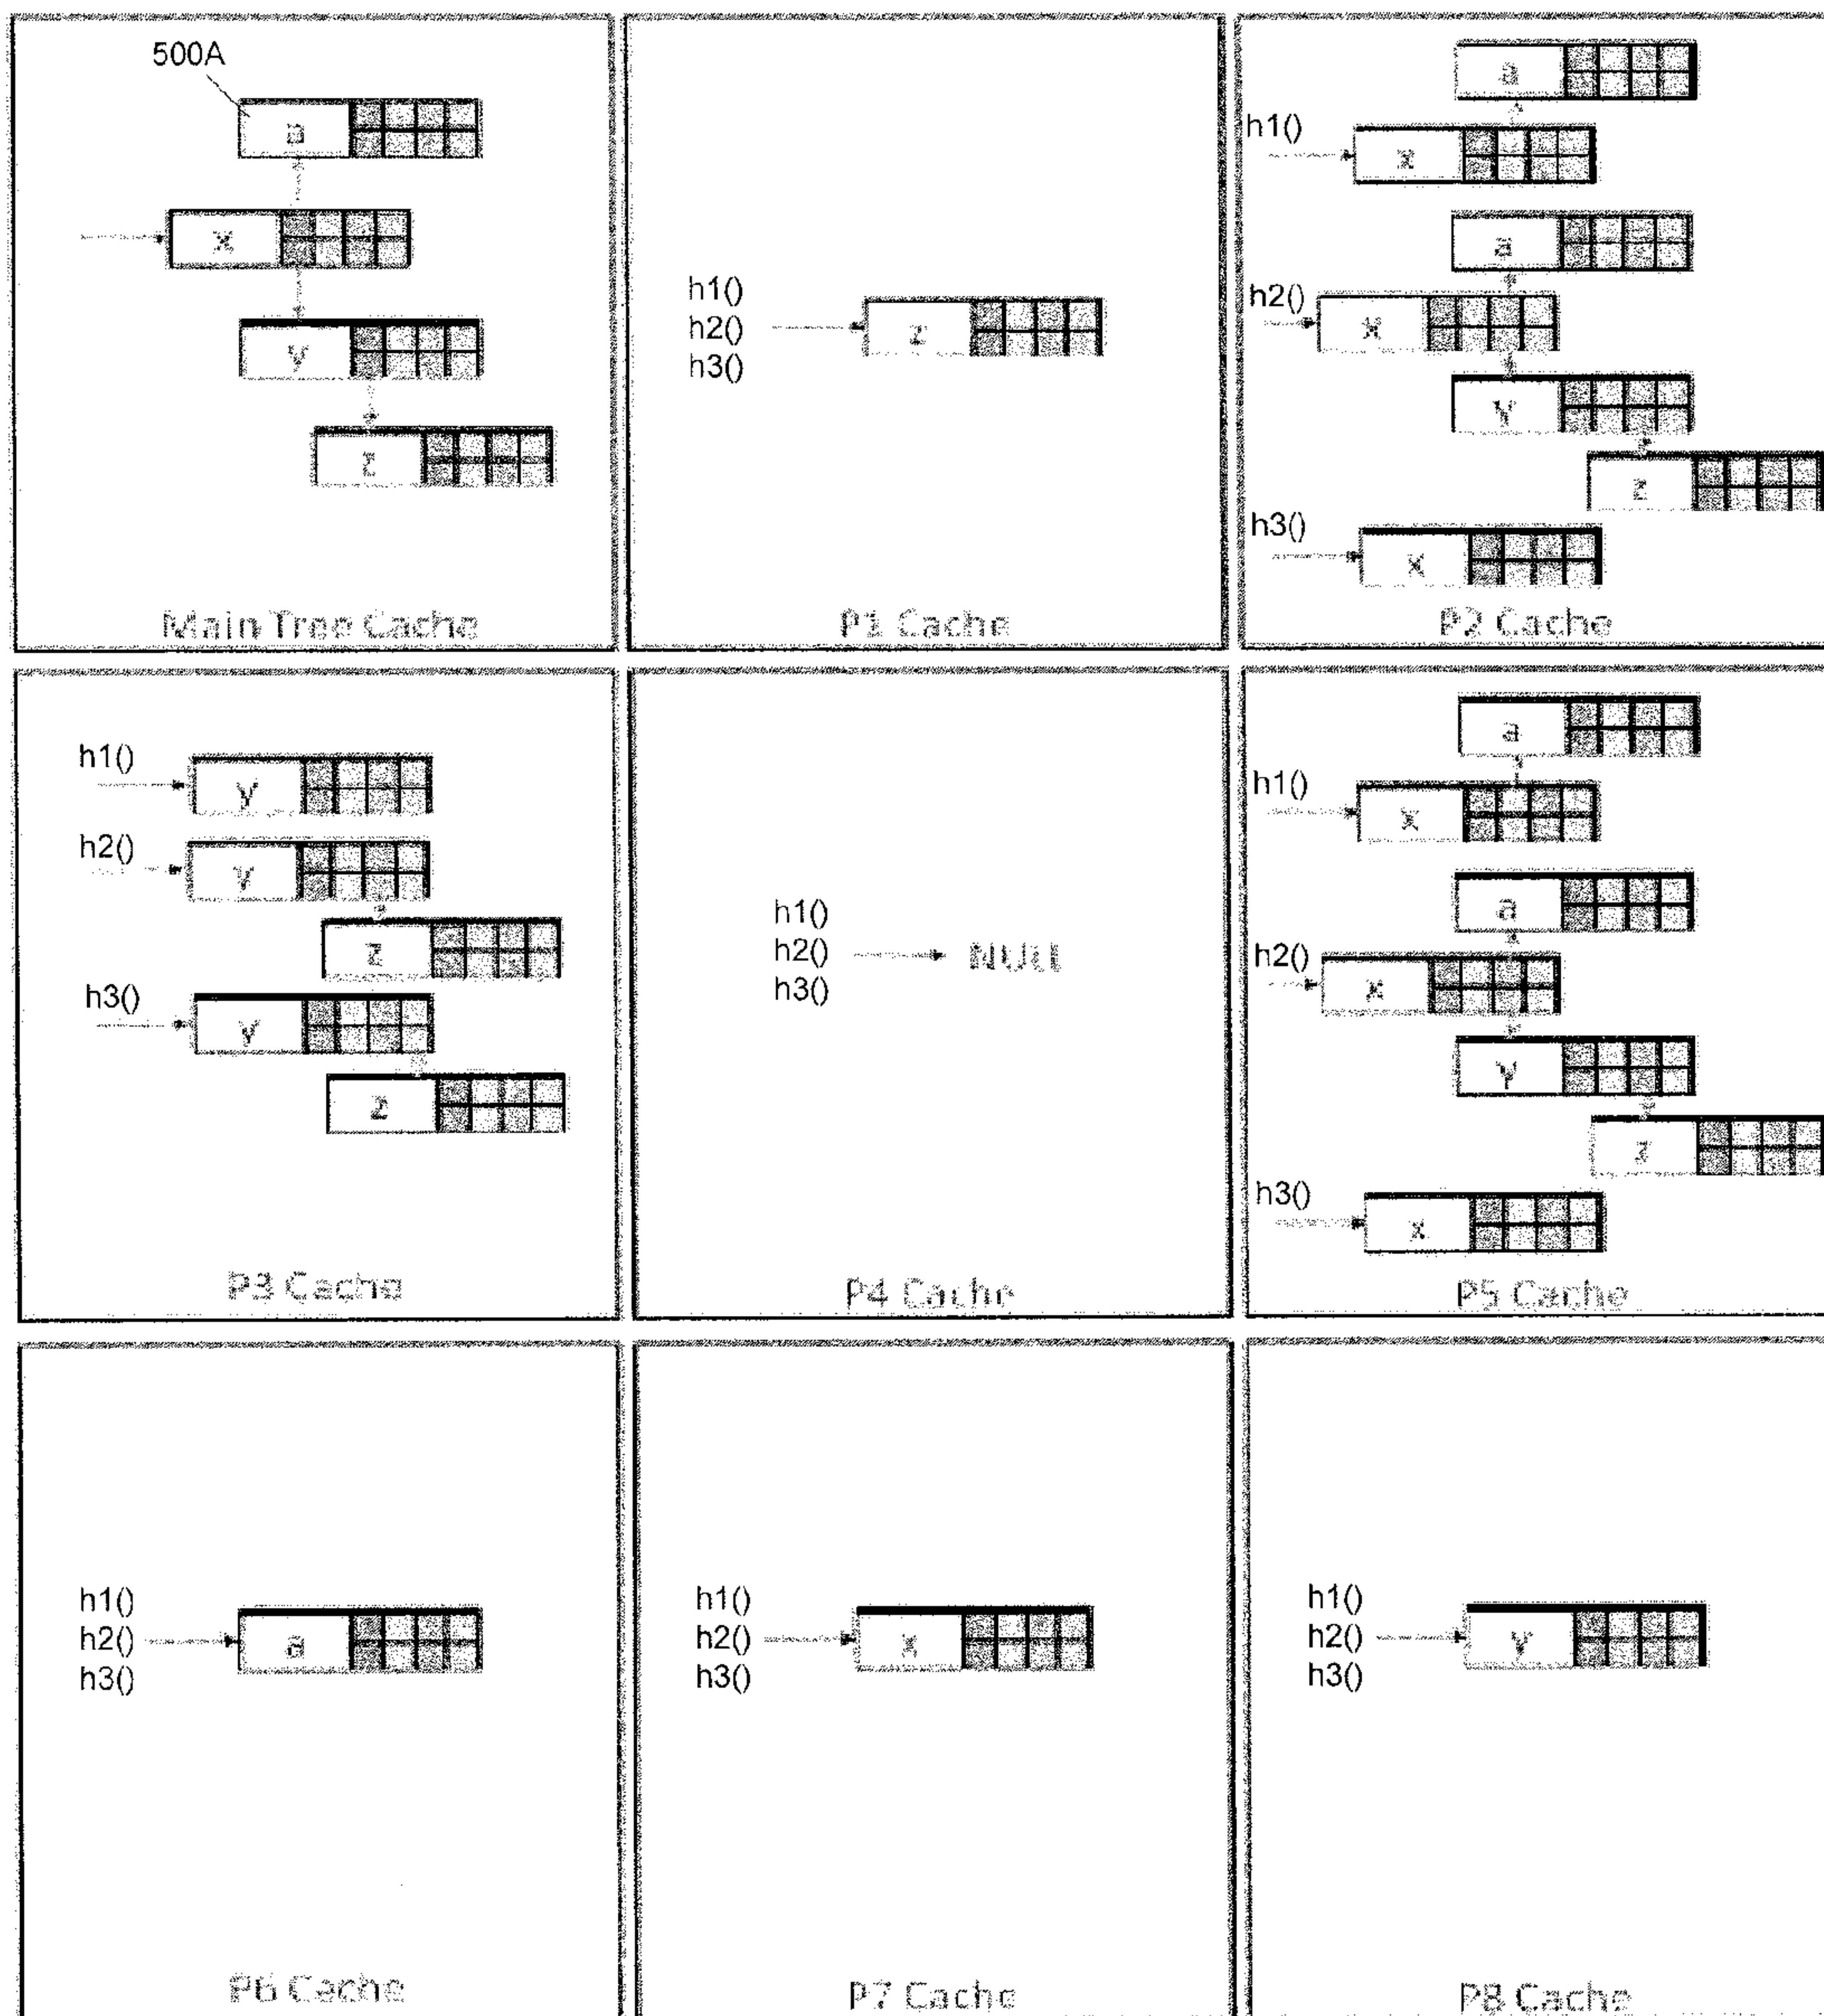 500A
a
x
y
z
Main Tree Cache
h1()
h2()
h3()
z
P1 Cache
a
h1()
x
a
h2()
x
y
z
h3()
x
P2 Cache
h1()
y
h2()
y
z
h3()
y
z
P3 Cache
h1()
h2()
h3()
NULL
P4 Cache
a
h1()
x
a
h2()
x
y
z
h3()
x
P5 Cache
h1()
h2()
h3()
a
P6 Cache
h1()
h2()
h3()
x
P7 Cache
h1()
h2()
h3()
y
P8 Cache